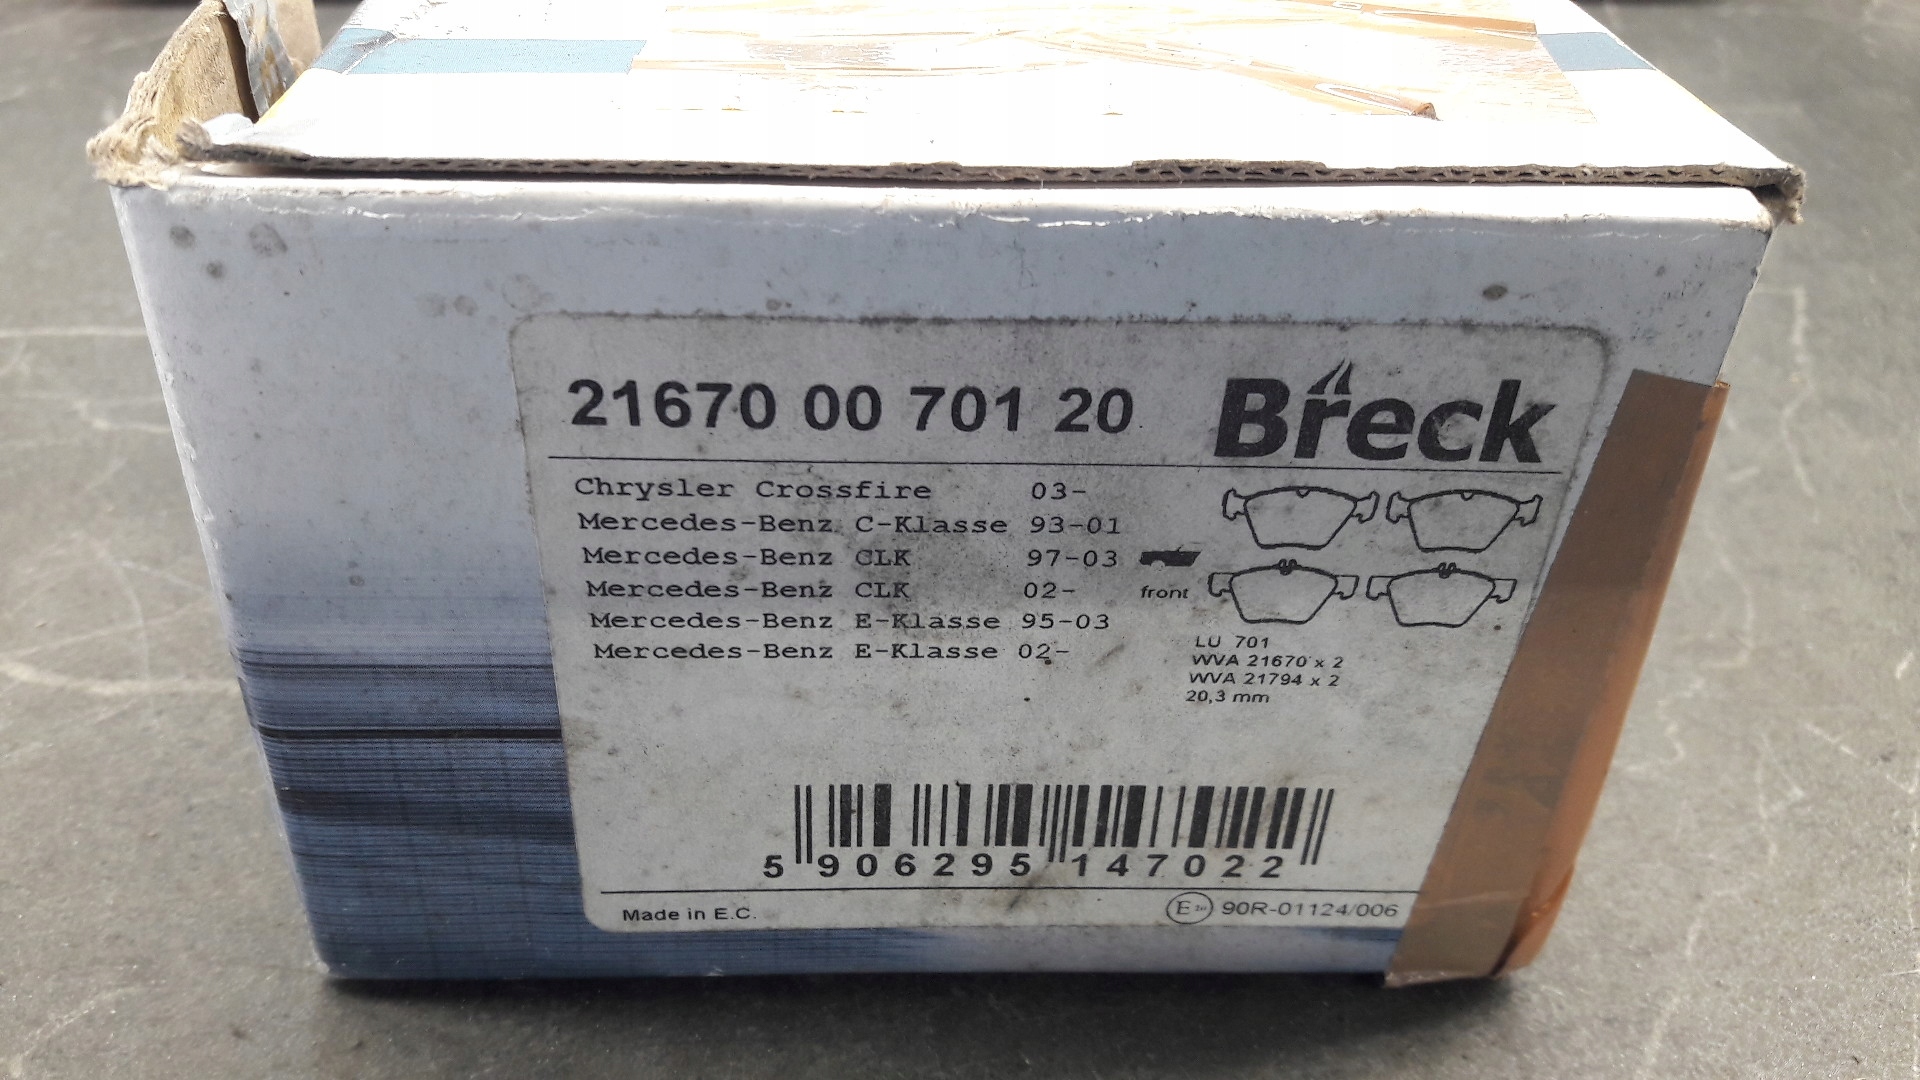 21670 00 701 20
Breck
Chrysler Crossfire 03-
Mercedes-Benz C-Klasse 93-01
Mercedes-Benz CLK 97-03
Mercedes-Benz CLK 02-
Mercedes-Benz E-Klasse 95-03
Mercedes-Benz E-Klasse 02-
front
LU 701
WVA 21670 x 2
WVA 21794 x 2
20,3 mm
5 906295 147022
Made in E.C.
E 90R-01124/006